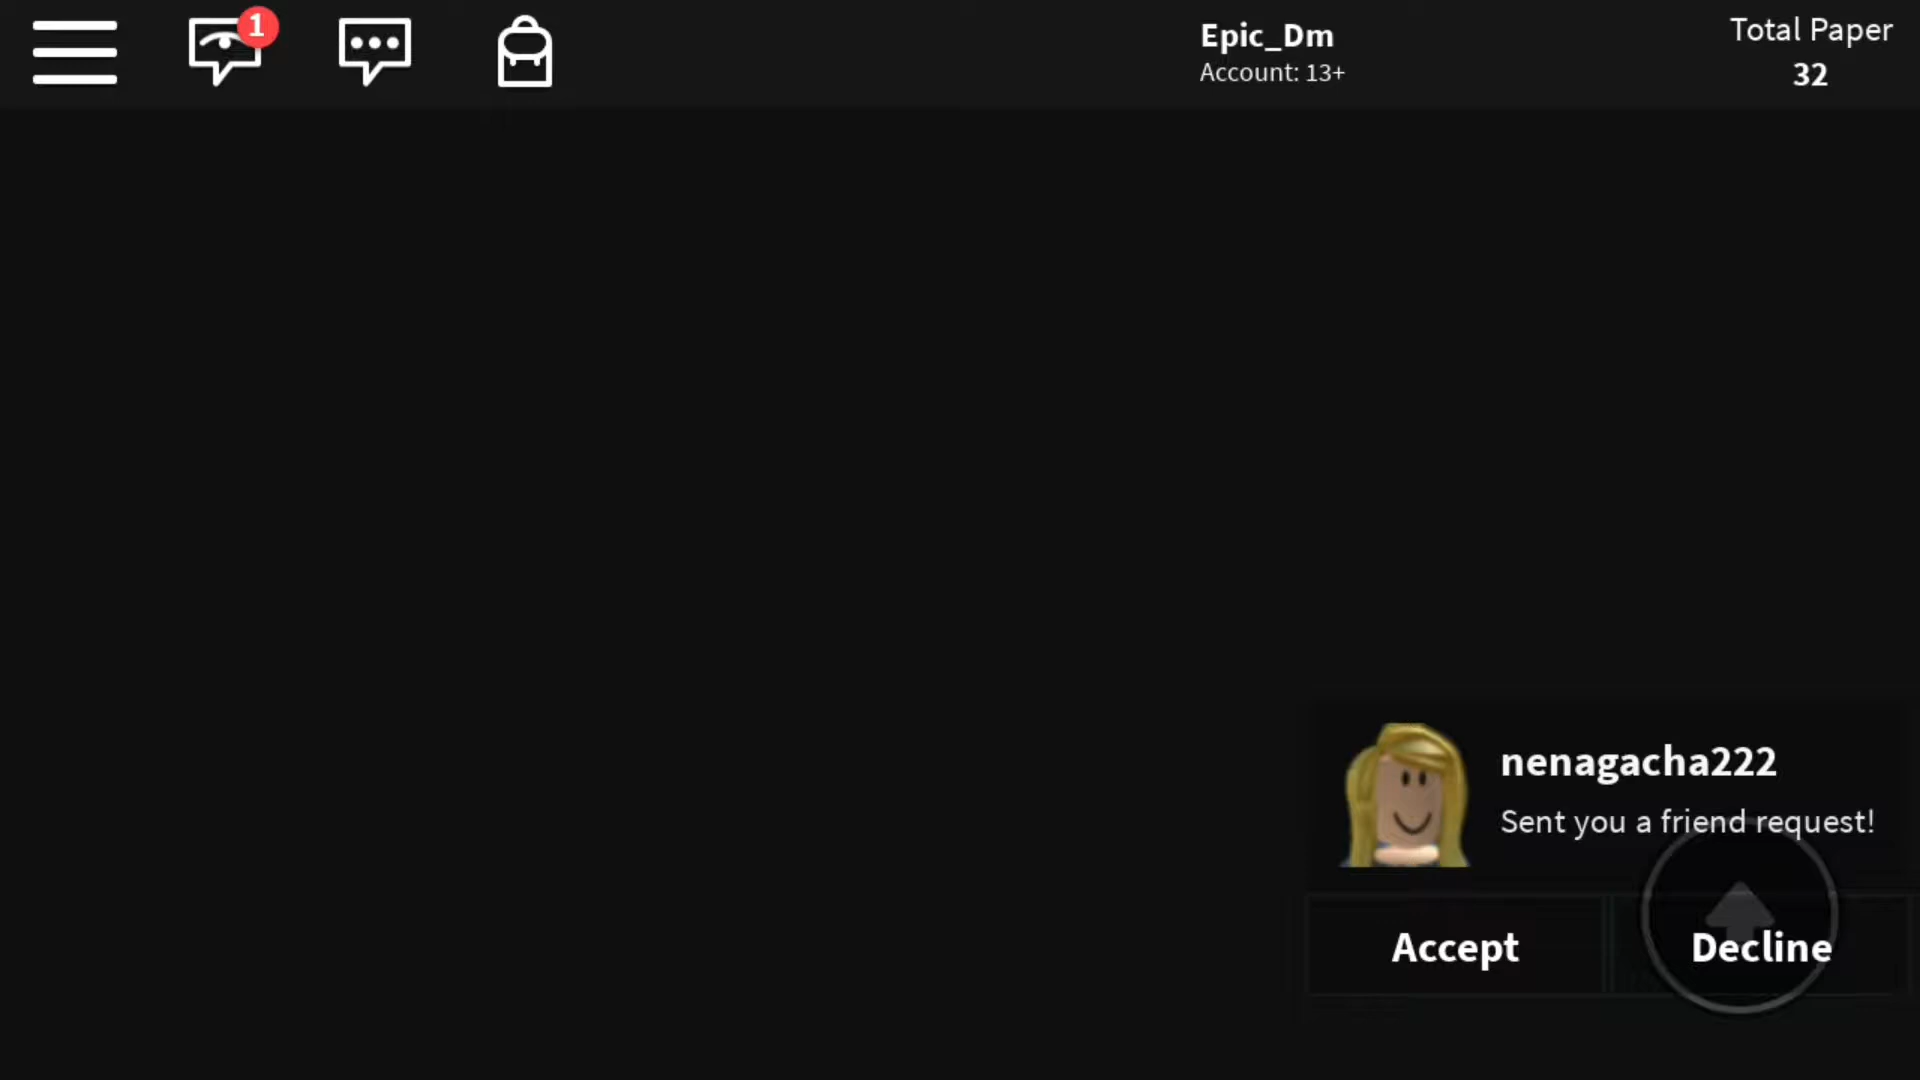 1
Epic_Dm
Account: 13+
Total Paper
32
nenagacha222
Sent you a friend request!
Accept
Decline